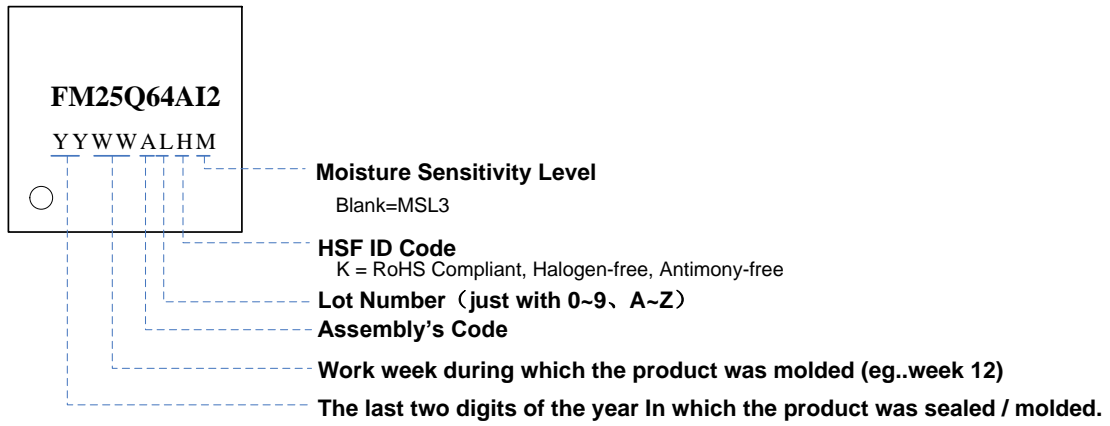 FM25Q64AI2
YYWWALHM
Moisture Sensitivity Level
Blank=MSL3
HSF ID Code
K = RoHS Compliant, Halogen-free, Antimony-free
Lot Number（just with 0~9、A~Z）
Assembly's Code
Work week during which the product was molded (eg..week 12)
The last two digits of the year In which the product was sealed / molded.